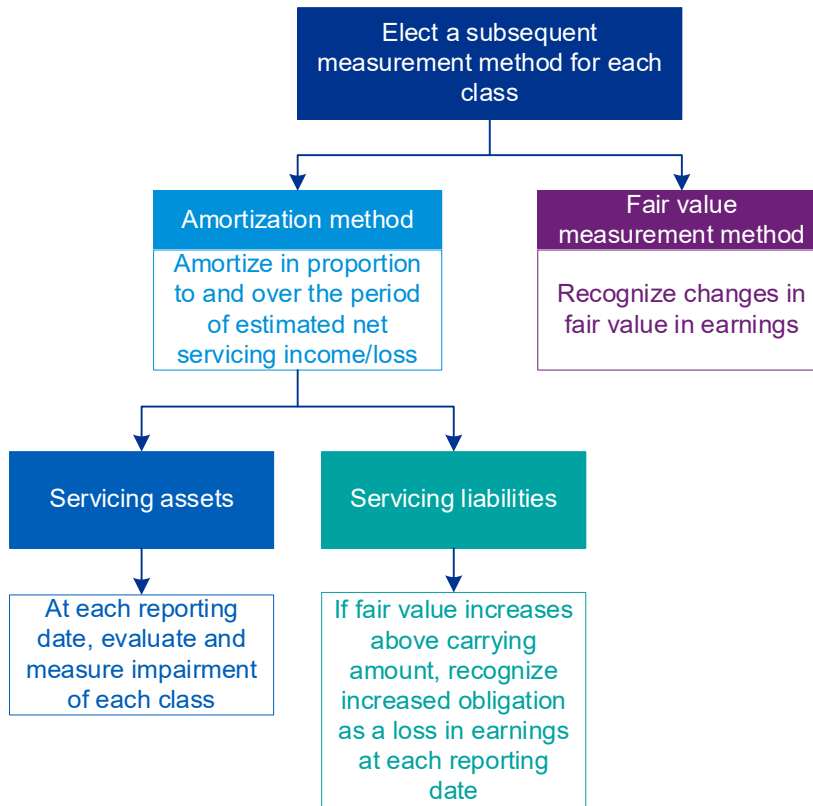 Elect a subsequent
measurement method for each
class
Amortization method
Amortize in proportion
to and over the period
of estimated net
servicing income/loss
Fair value
measurement method
Recognize changes in
fair value in earnings
Servicing assets
At each reporting
date, evaluate and
measure impairment
of each class
Servicing liabilities
If fair value increases
above carrying
amount, recognize
increased obligation
as a loss in earnings
at each reporting
date